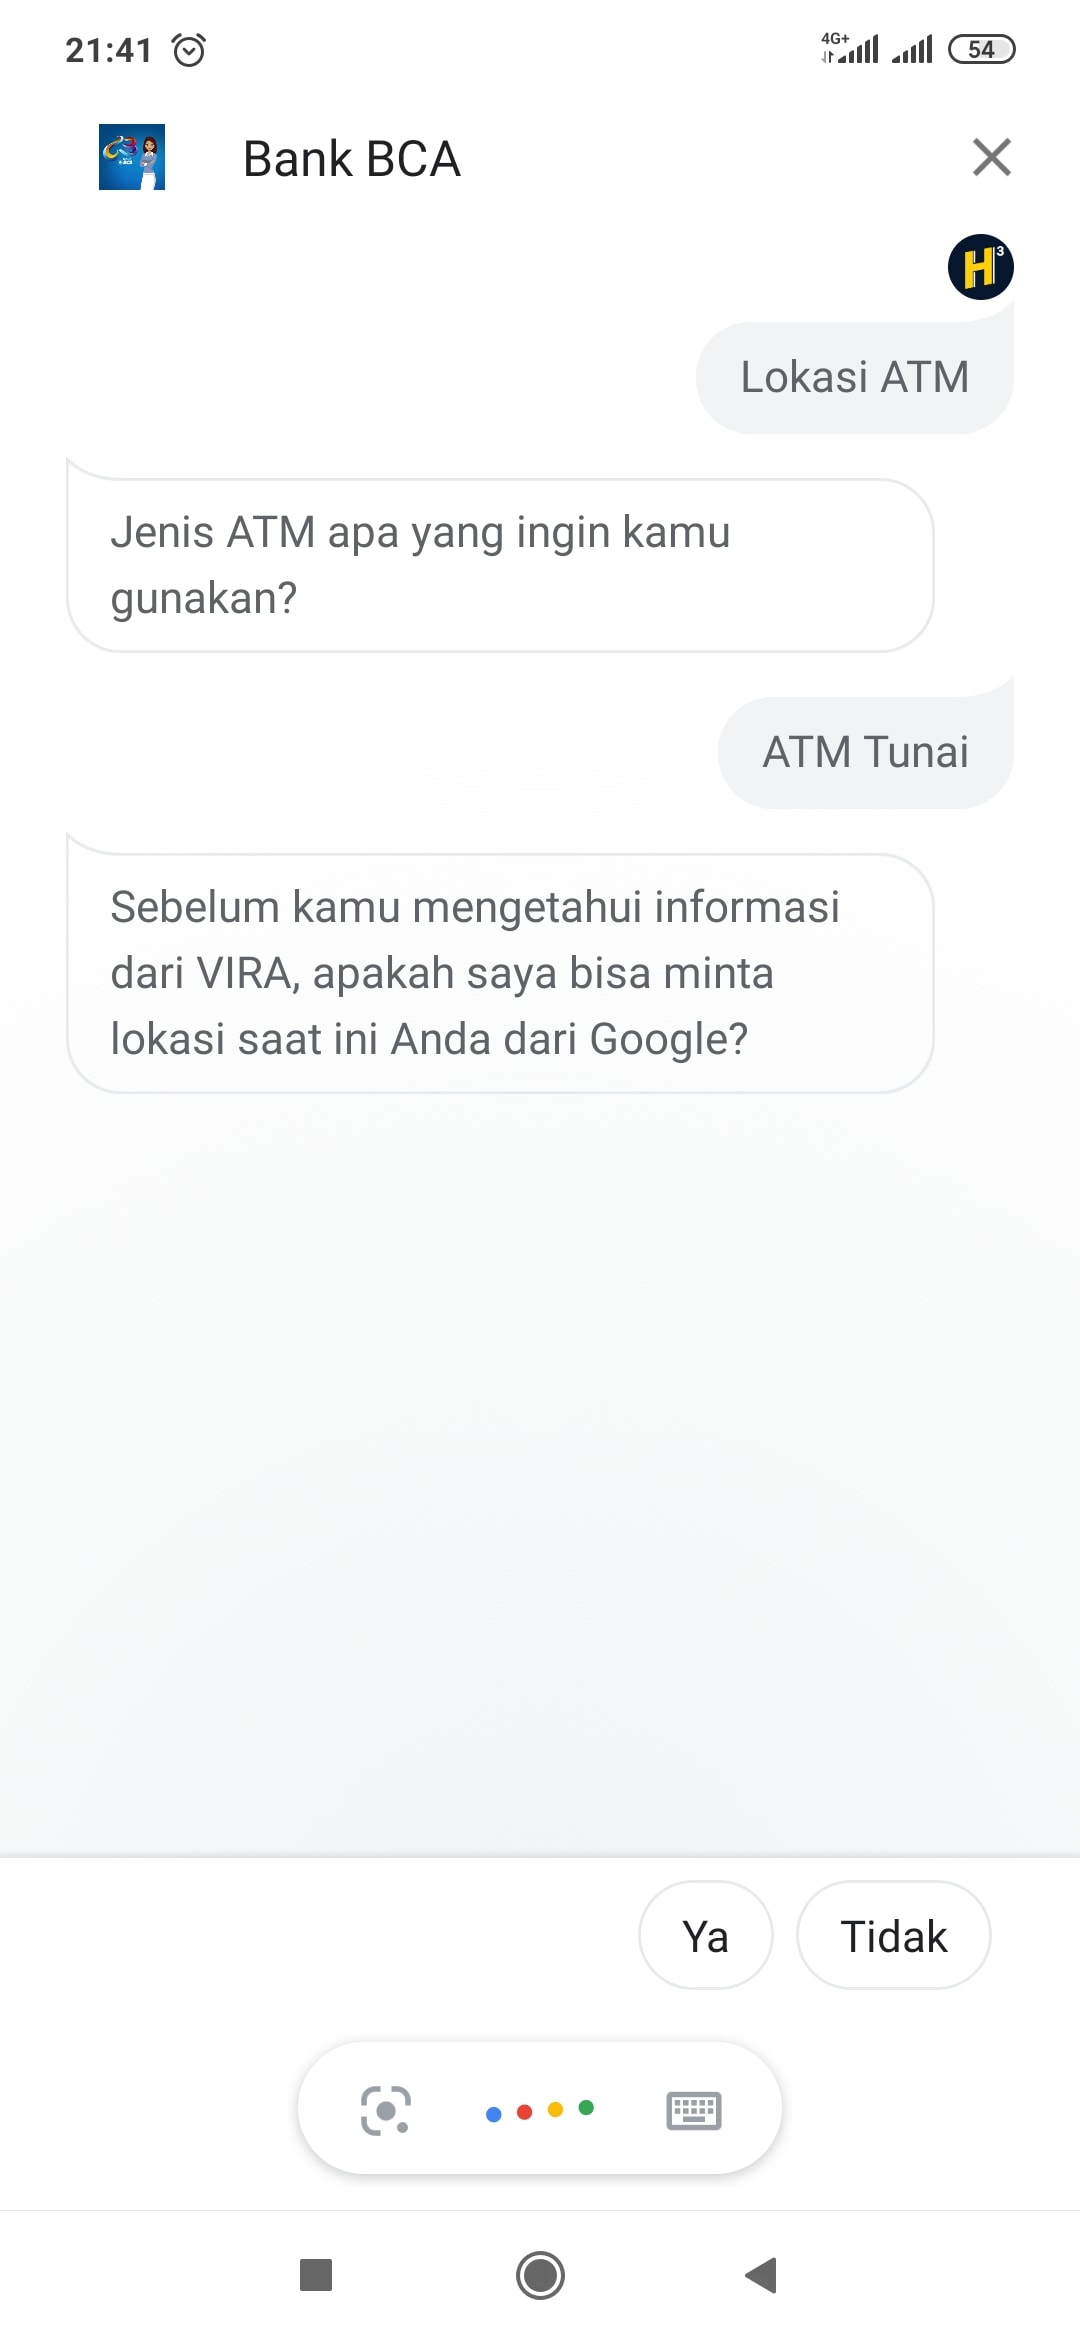 21:41
4G+
54
Bank BCA
H3
Lokasi ATM
Jenis ATM apa yang ingin kamu
gunakan?
ATM Tunai
Sebelum kamu mengetahui informasi
dari VIRA, apakah saya bisa minta
lokasi saat ini Anda dari Google?
Ya
Tidak